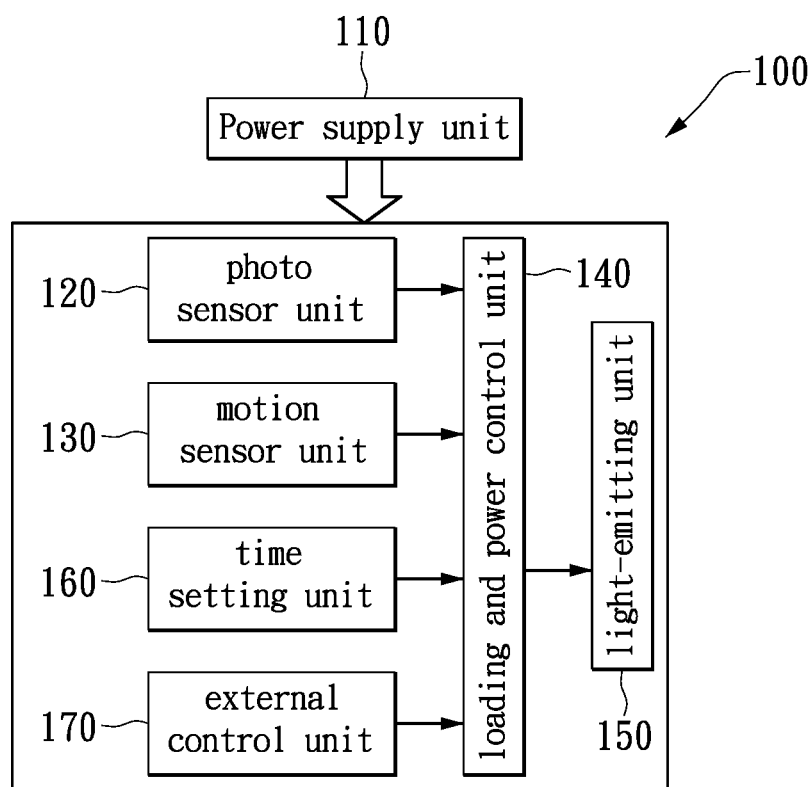 110
100
Power supply unit
photo
sensor unit
120
motion
sensor unit
130
time
setting unit
160
external
control unit
170
loading and power control unit
140
light-emitting unit
150